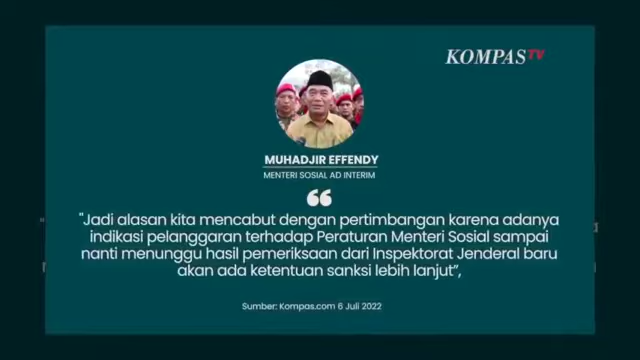 KOMPASTV
MUHADJIR EFFENDY
MENTERI SOSIAL AD INTERIM
"Jadi alasan kita mencabut dengan pertimbangan karena adanya
indikasi pelanggaran terhadap Peraturan Menteri Sosial sampai
nanti menunggu hasil pemeriksaan dari Inspektorat Jenderal baru
akan ada ketentuan sanksi lebih lanjut”,
Sumber: Kompas.com 6 Juli 2022